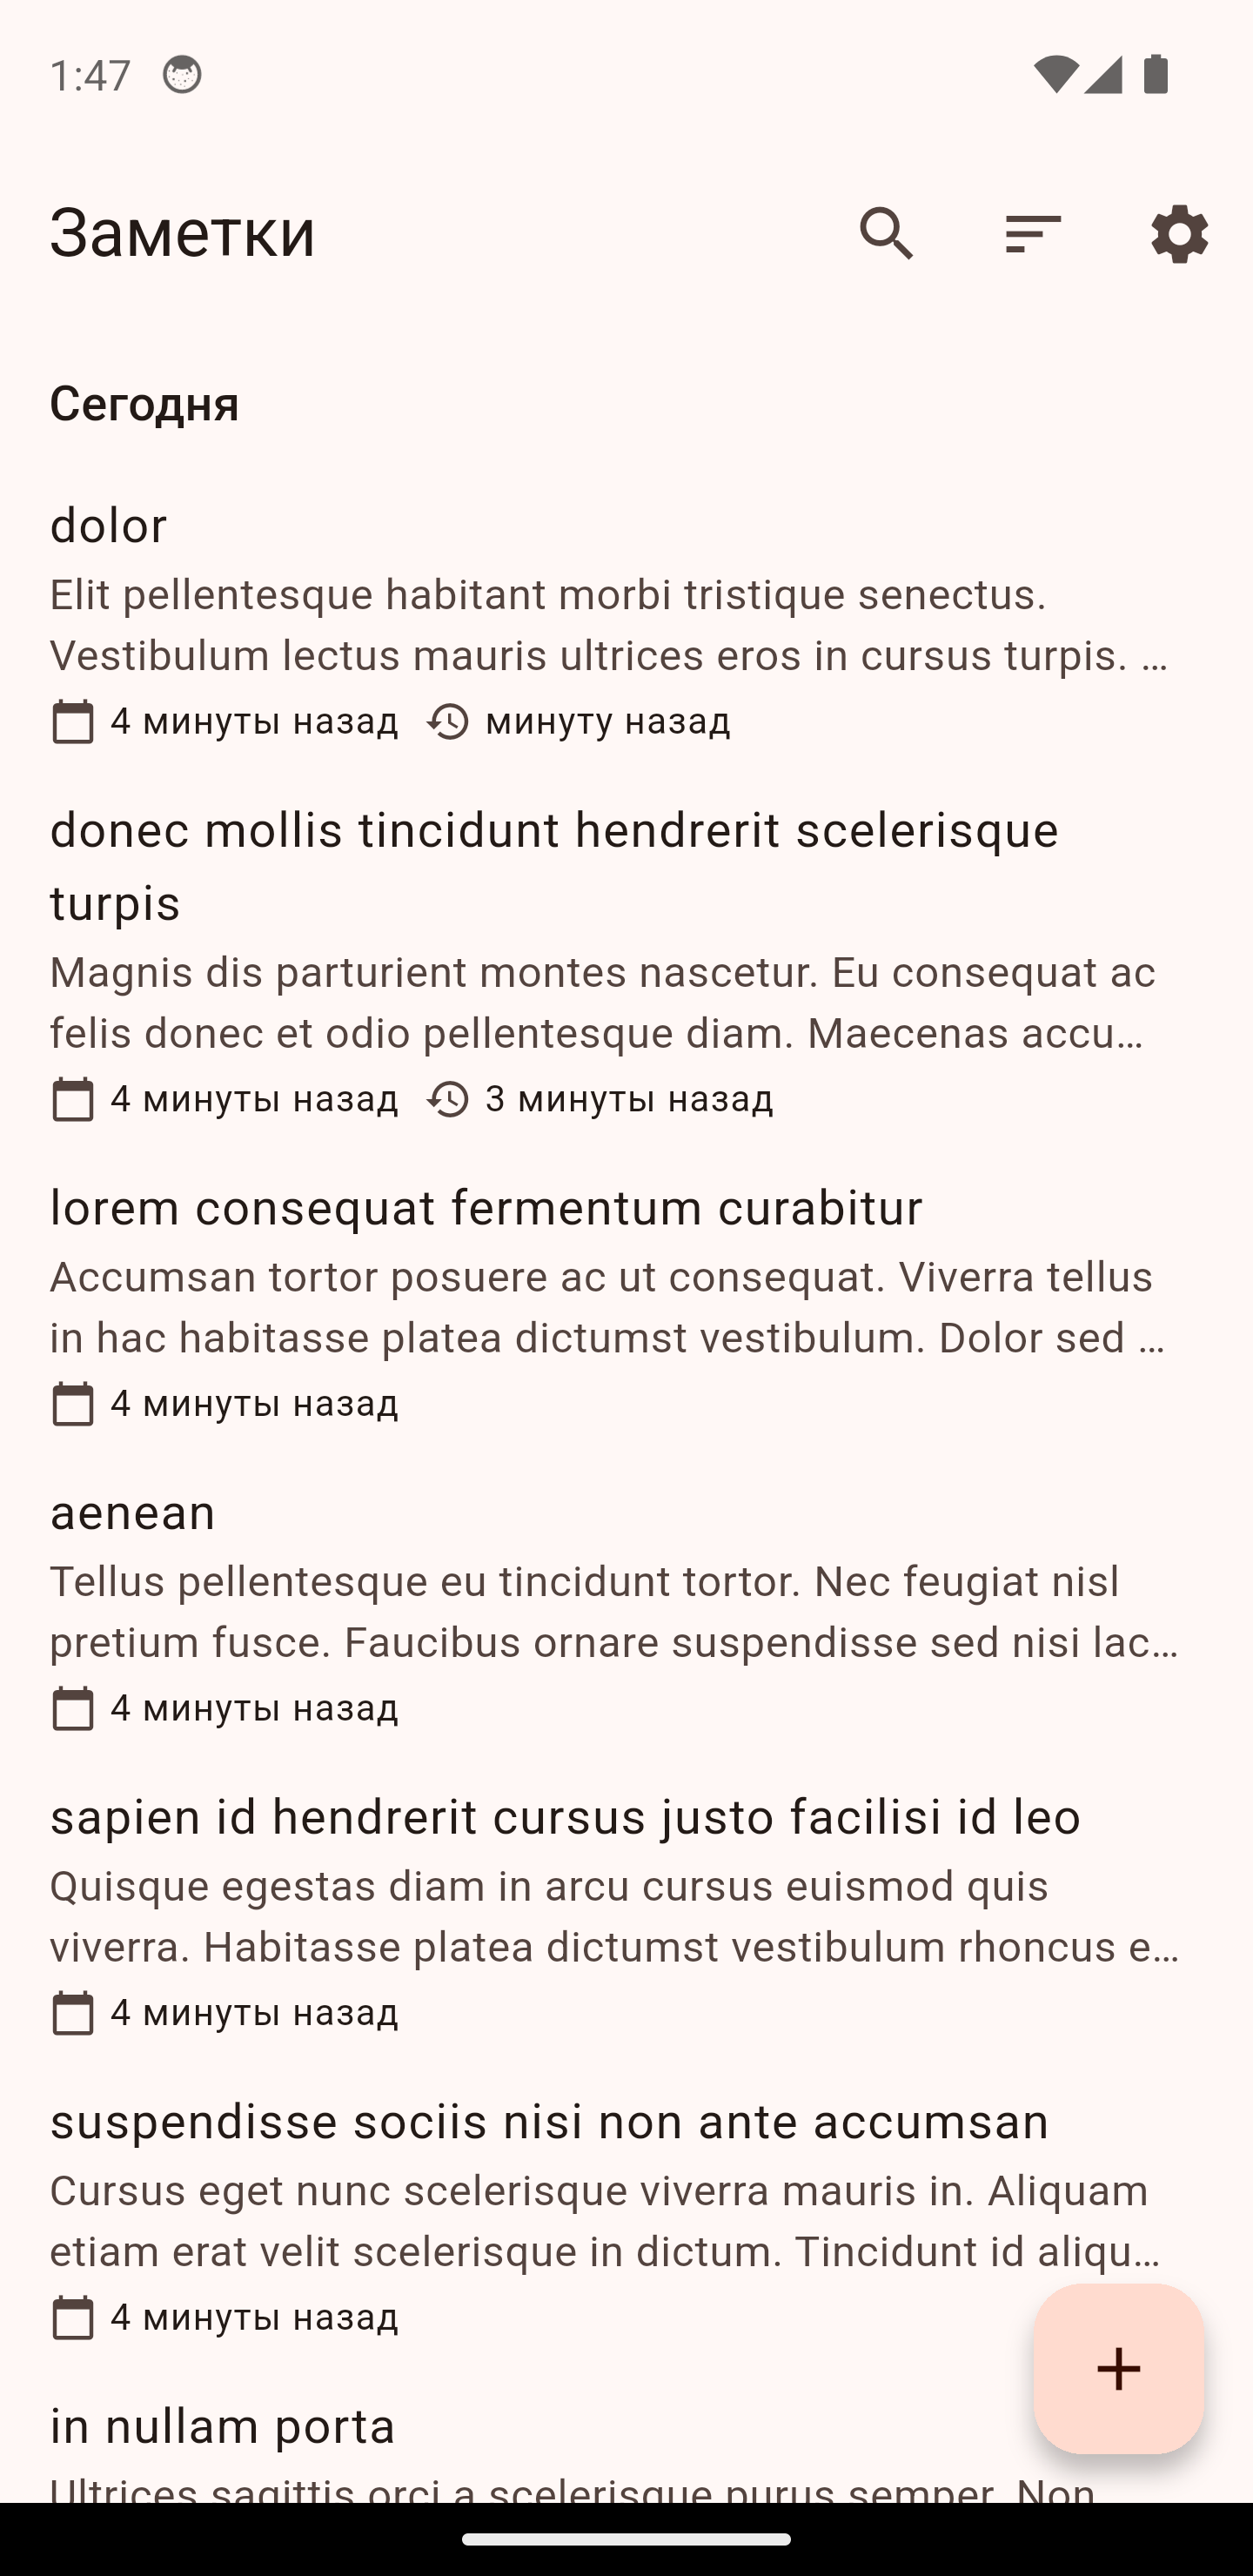 1:47
Заметки
Сегодня
dolor
Elit pellentesque habitant morbi tristique senectus.
Vestibulum lectus mauris ultrices eros in cursus turpis. …
4 минуты назад минуту назад
donec mollis tincidunt hendrerit scelerisque
turpis
Magnis dis parturient montes nascetur. Eu consequat ac
felis donec et odio pellentesque diam. Maecenas accu…
4 минуты назад 3 минуты назад
lorem consequat fermentum curabitur
Accumsan tortor posuere ac ut consequat. Viverra tellus
in hac habitasse platea dictumst vestibulum. Dolor sed …
4 минуты назад
aenean
Tellus pellentesque eu tincidunt tortor. Nec feugiat nisl
pretium fusce. Faucibus ornare suspendisse sed nisi lac…
4 минуты назад
sapien id hendrerit cursus justo facilisi id leo
Quisque egestas diam in arcu cursus euismod quis
viverra. Habitasse platea dictumst vestibulum rhoncus e…
4 минуты назад
suspendisse sociis nisi non ante accumsan
Cursus eget nunc scelerisque viverra mauris in. Aliquam
etiam erat velit scelerisque in dictum. Tincidunt id aliqu…
4 минуты назад
in nullam porta
Ultrices sagittis orci a scelerisque purus semper. Non